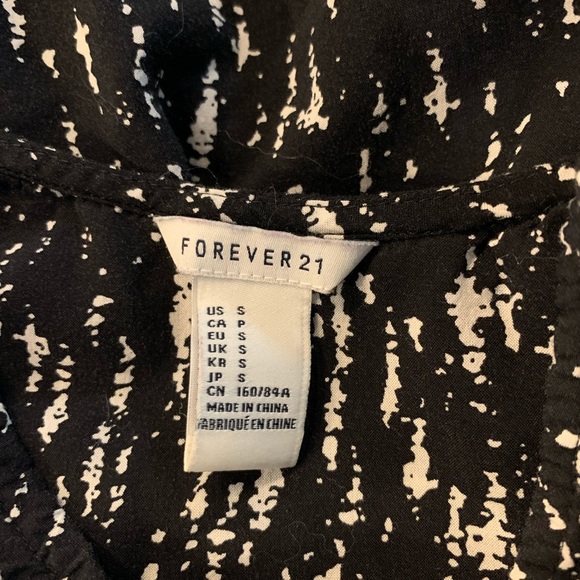 FOREVER 21
US S
CA P
EU S
UK S
KR S
JP S
CN 160/84A
MADE IN CHINA
FABRIQUÉ EN CHINE